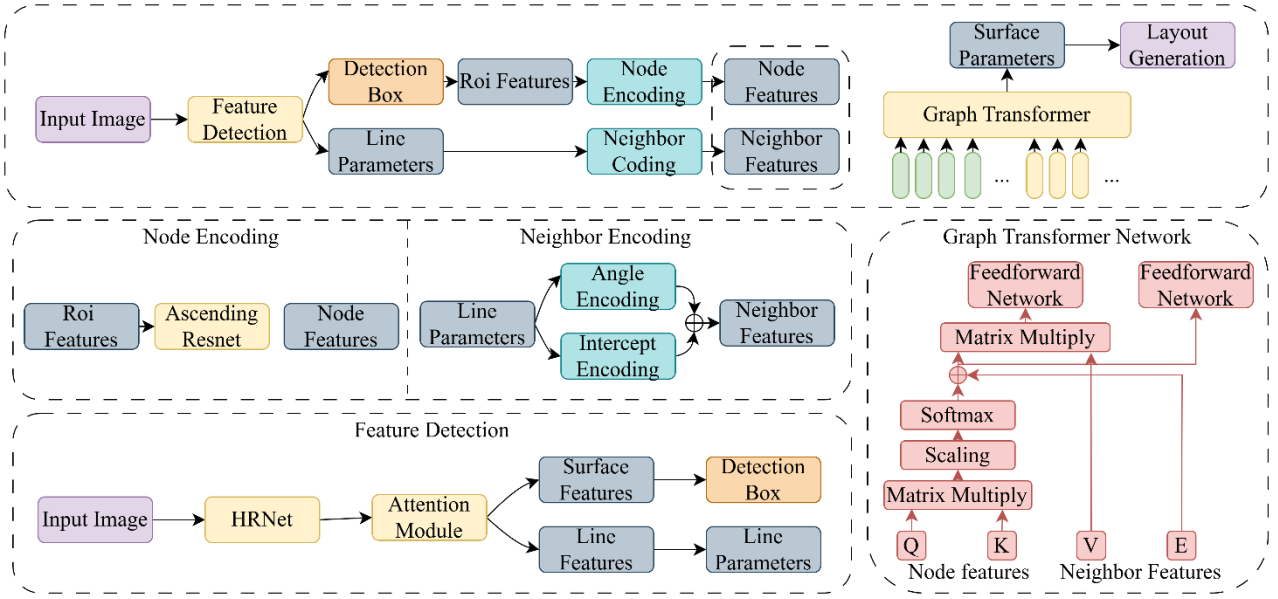 Input Image
Feature
Detection
Detection
Box
Roi Features
Node
Encoding
Node
Features
Line
Parameters
Neighbor
Coding
Neighbor
Features
Surface
Parameters
Layout
Generation
Graph Transformer
...
...
Node Encoding
Roi
Features
Ascending
Resnet
Node
Features
Neighbor Encoding
Line
Parameters
Angle
Encoding
Intercept
Encoding
Neighbor
Features
Feature Detection
Input Image
HRNet
Attention
Module
Surface
Features
Detection
Box
Line
Features
Line
Parameters
Graph Transformer Network
Feedforward
Network
Feedforward
Network
Matrix Multiply
Softmax
Scaling
Matrix Multiply
Q
K
V
E
Node features
Neighbor Features